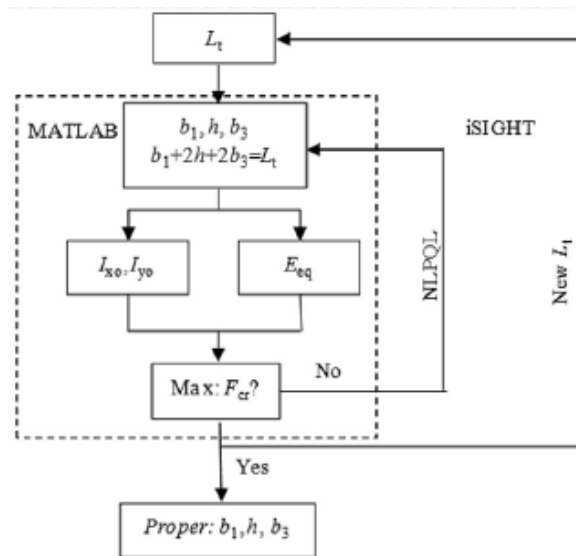 Lt
MATLAB
b1, h, b3
b1+2h+2b3=Lt
iSIGHT
Ixo,Iyo
Eeq
NLPQL
New Lt
Max: Fcr?
No
Yes
Proper: b1,h, b3